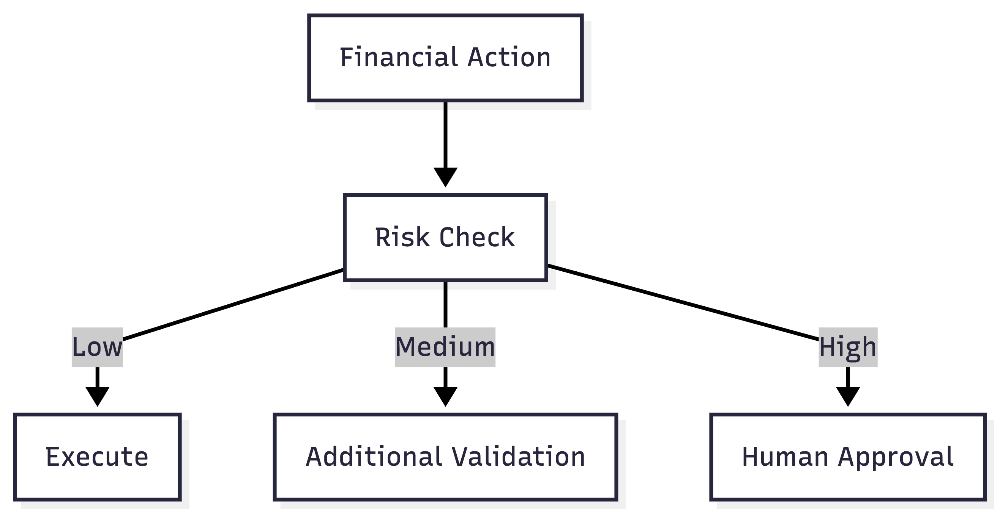 Financial Action
Risk Check
Low
Medium
High
Execute
Additional Validation
Human Approval